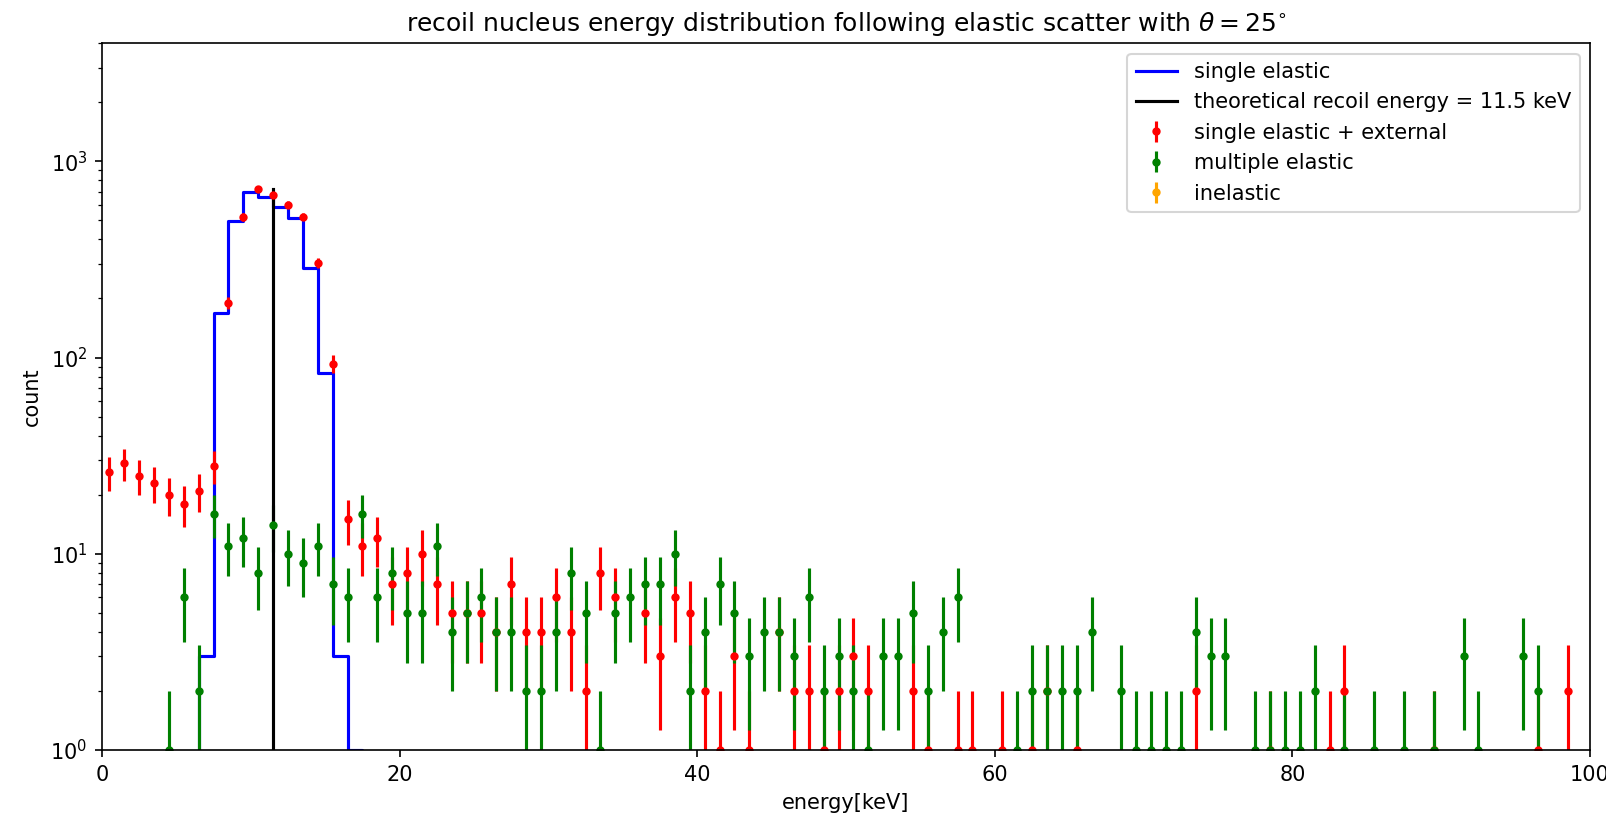 recoil nucleus energy distribution following elastic scatter with θ = 25°
single elastic
theoretical recoil energy = 11.5 keV
single elastic + external
multiple elastic
inelastic
10³
10²
10¹
10⁰
count
0 20 40 60 80 100
energy[keV]